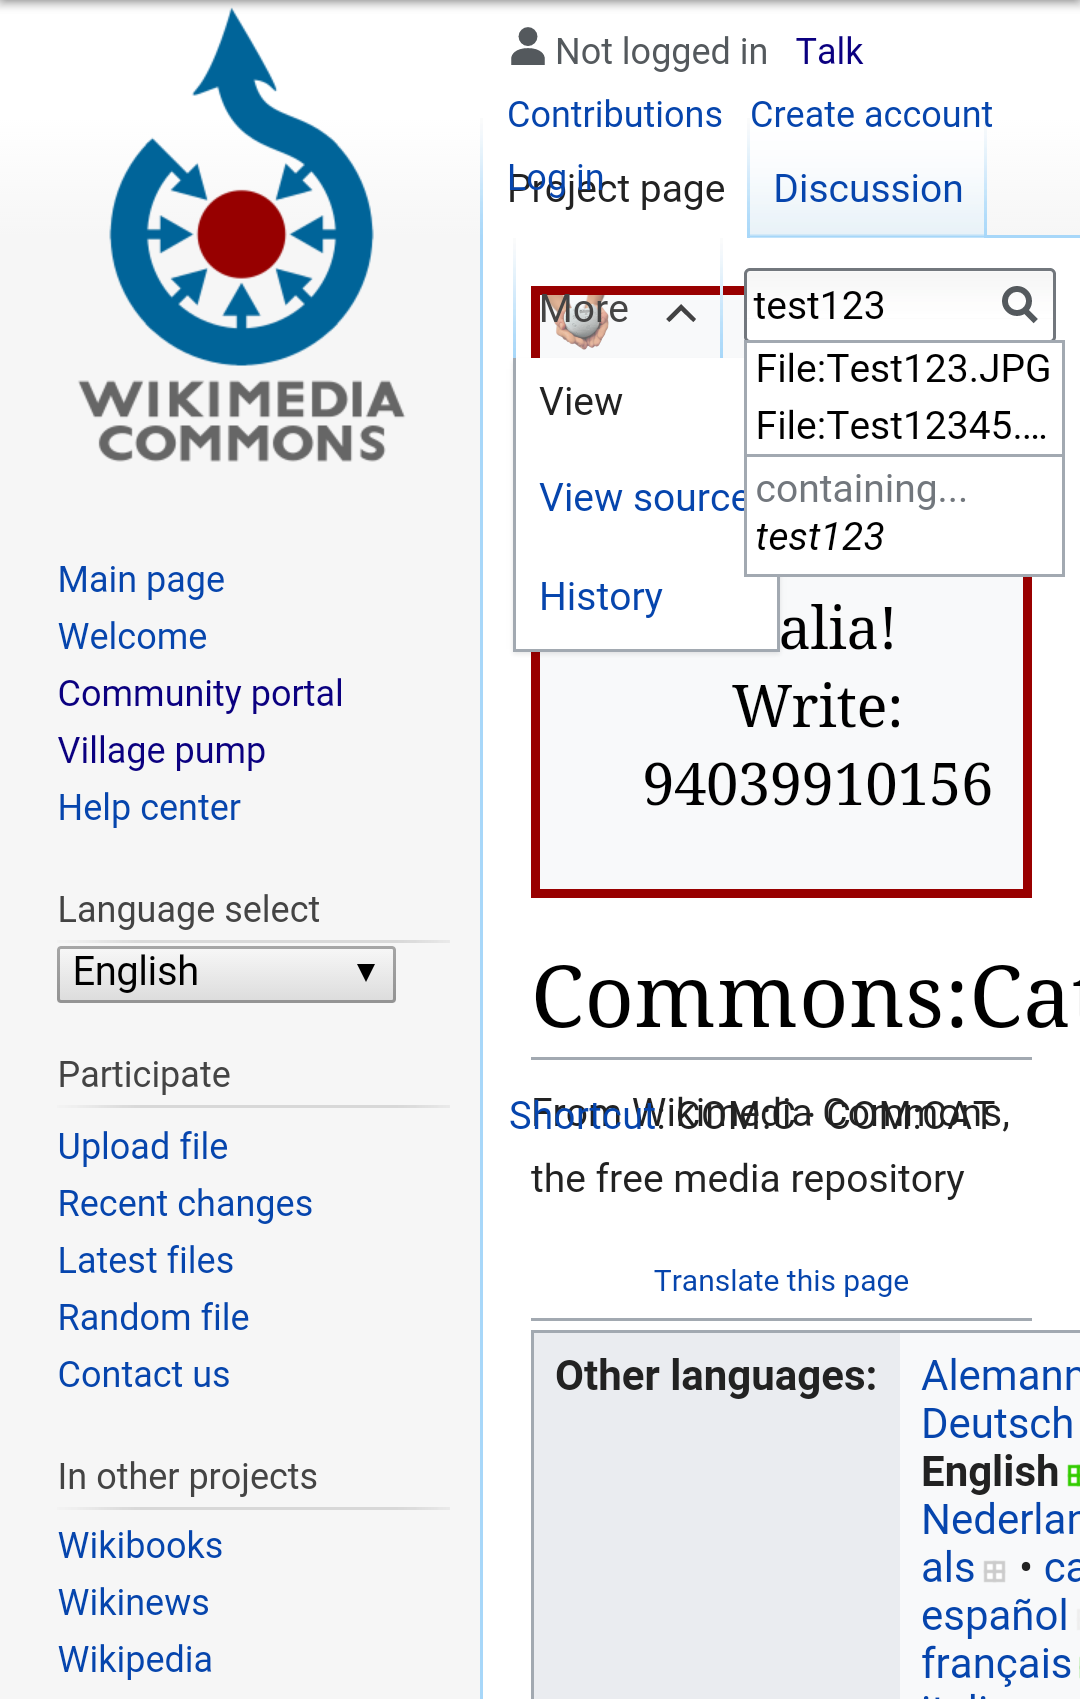 WIKIMEDIA
COMMONS
Main page
Welcome
Community portal
Village pump
Help center
Language select
English
Participate
Upload file
Recent changes
Latest files
Random file
Contact us
In other projects
Wikibooks
Wikinews
Wikipedia
Not logged in Talk
Contributions Create account
Log in
Project page Discussion
More
test123
View
View source
History
File:Test123.JPG
File:Test12345....
containing...
test123
alia!
Write:
94039910156
Commons:Cat
From Wikimedia Commons,
Shortcut: COM:C • COM:CAT
the free media repository
Translate this page
Other languages:
Alemann
Deutsch
English
Nederlan
als • ca
español
français